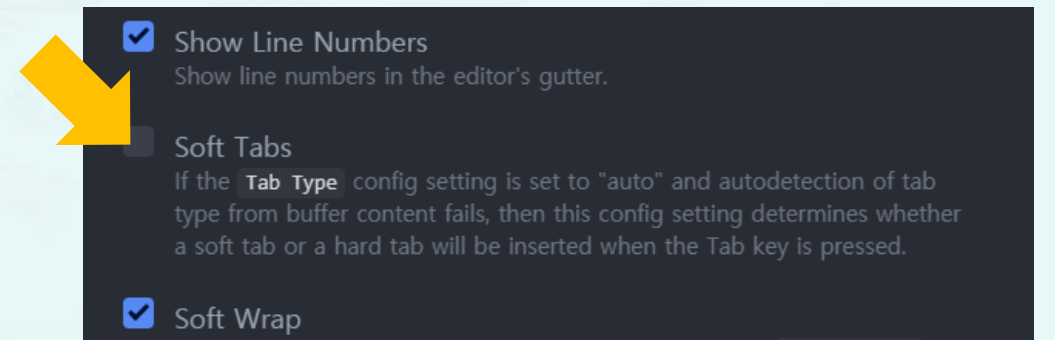 Show Line Numbers
Show line numbers in the editor's gutter.
Soft Tabs
If the Tab Type config setting is set to "auto" and autodetection of tab
type from buffer content fails, then this config setting determines whether
a soft tab or a hard tab will be inserted when the Tab key is pressed.
Soft Wrap